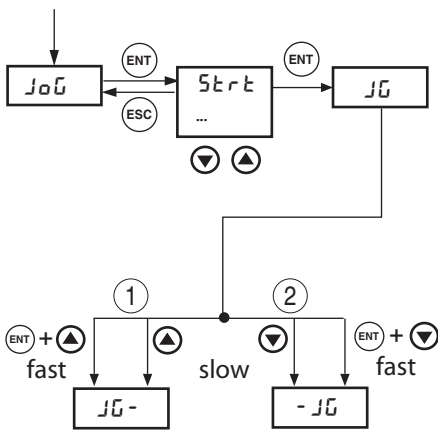 ENT
ENT
JoG
Strt
...
JG
ESC
1
2
ENT + 
ENT + 
fast
slow
fast
JG-
-JG